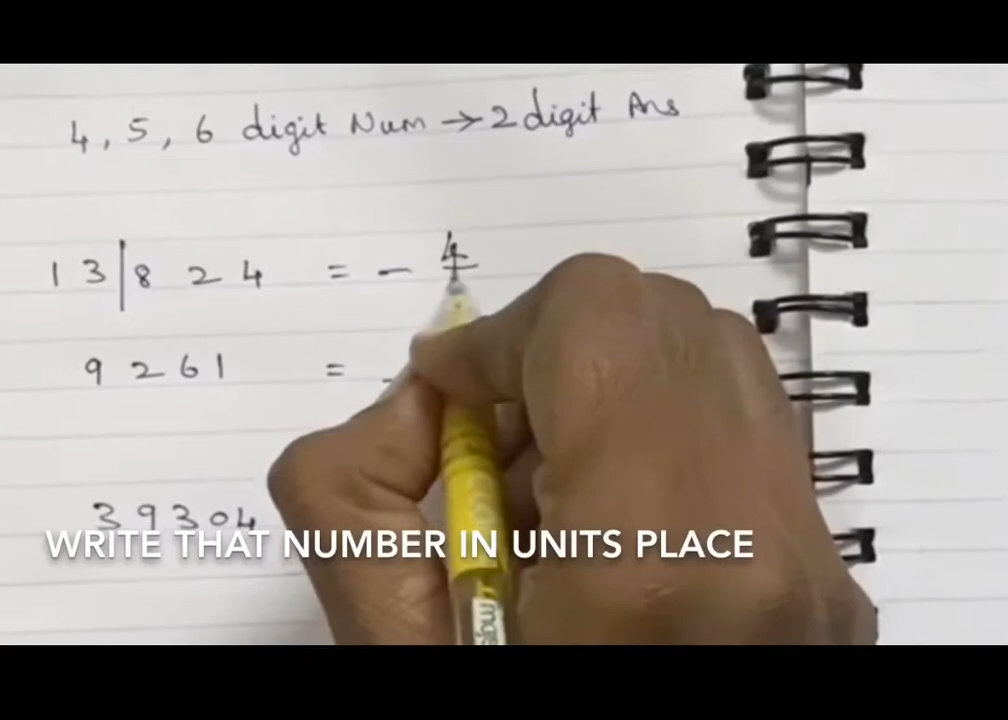 4, 5, 6 digit Num → 2 digit Ans
13|824 = - 4
9261 =
39304
WRITE THAT NUMBER IN UNITS PLACE